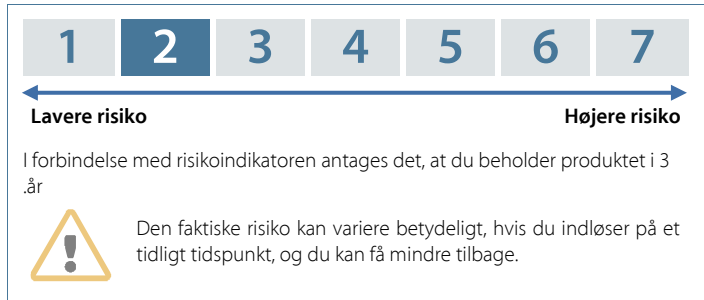 1 2 3 4 5 6 7
Lavere risiko Højere risiko
I forbindelse med risikoindikatoren antages det, at du beholder produktet i 3
.år
Den faktiske risiko kan variere betydeligt, hvis du indløser på et
tidligt tidspunkt, og du kan få mindre tilbage.